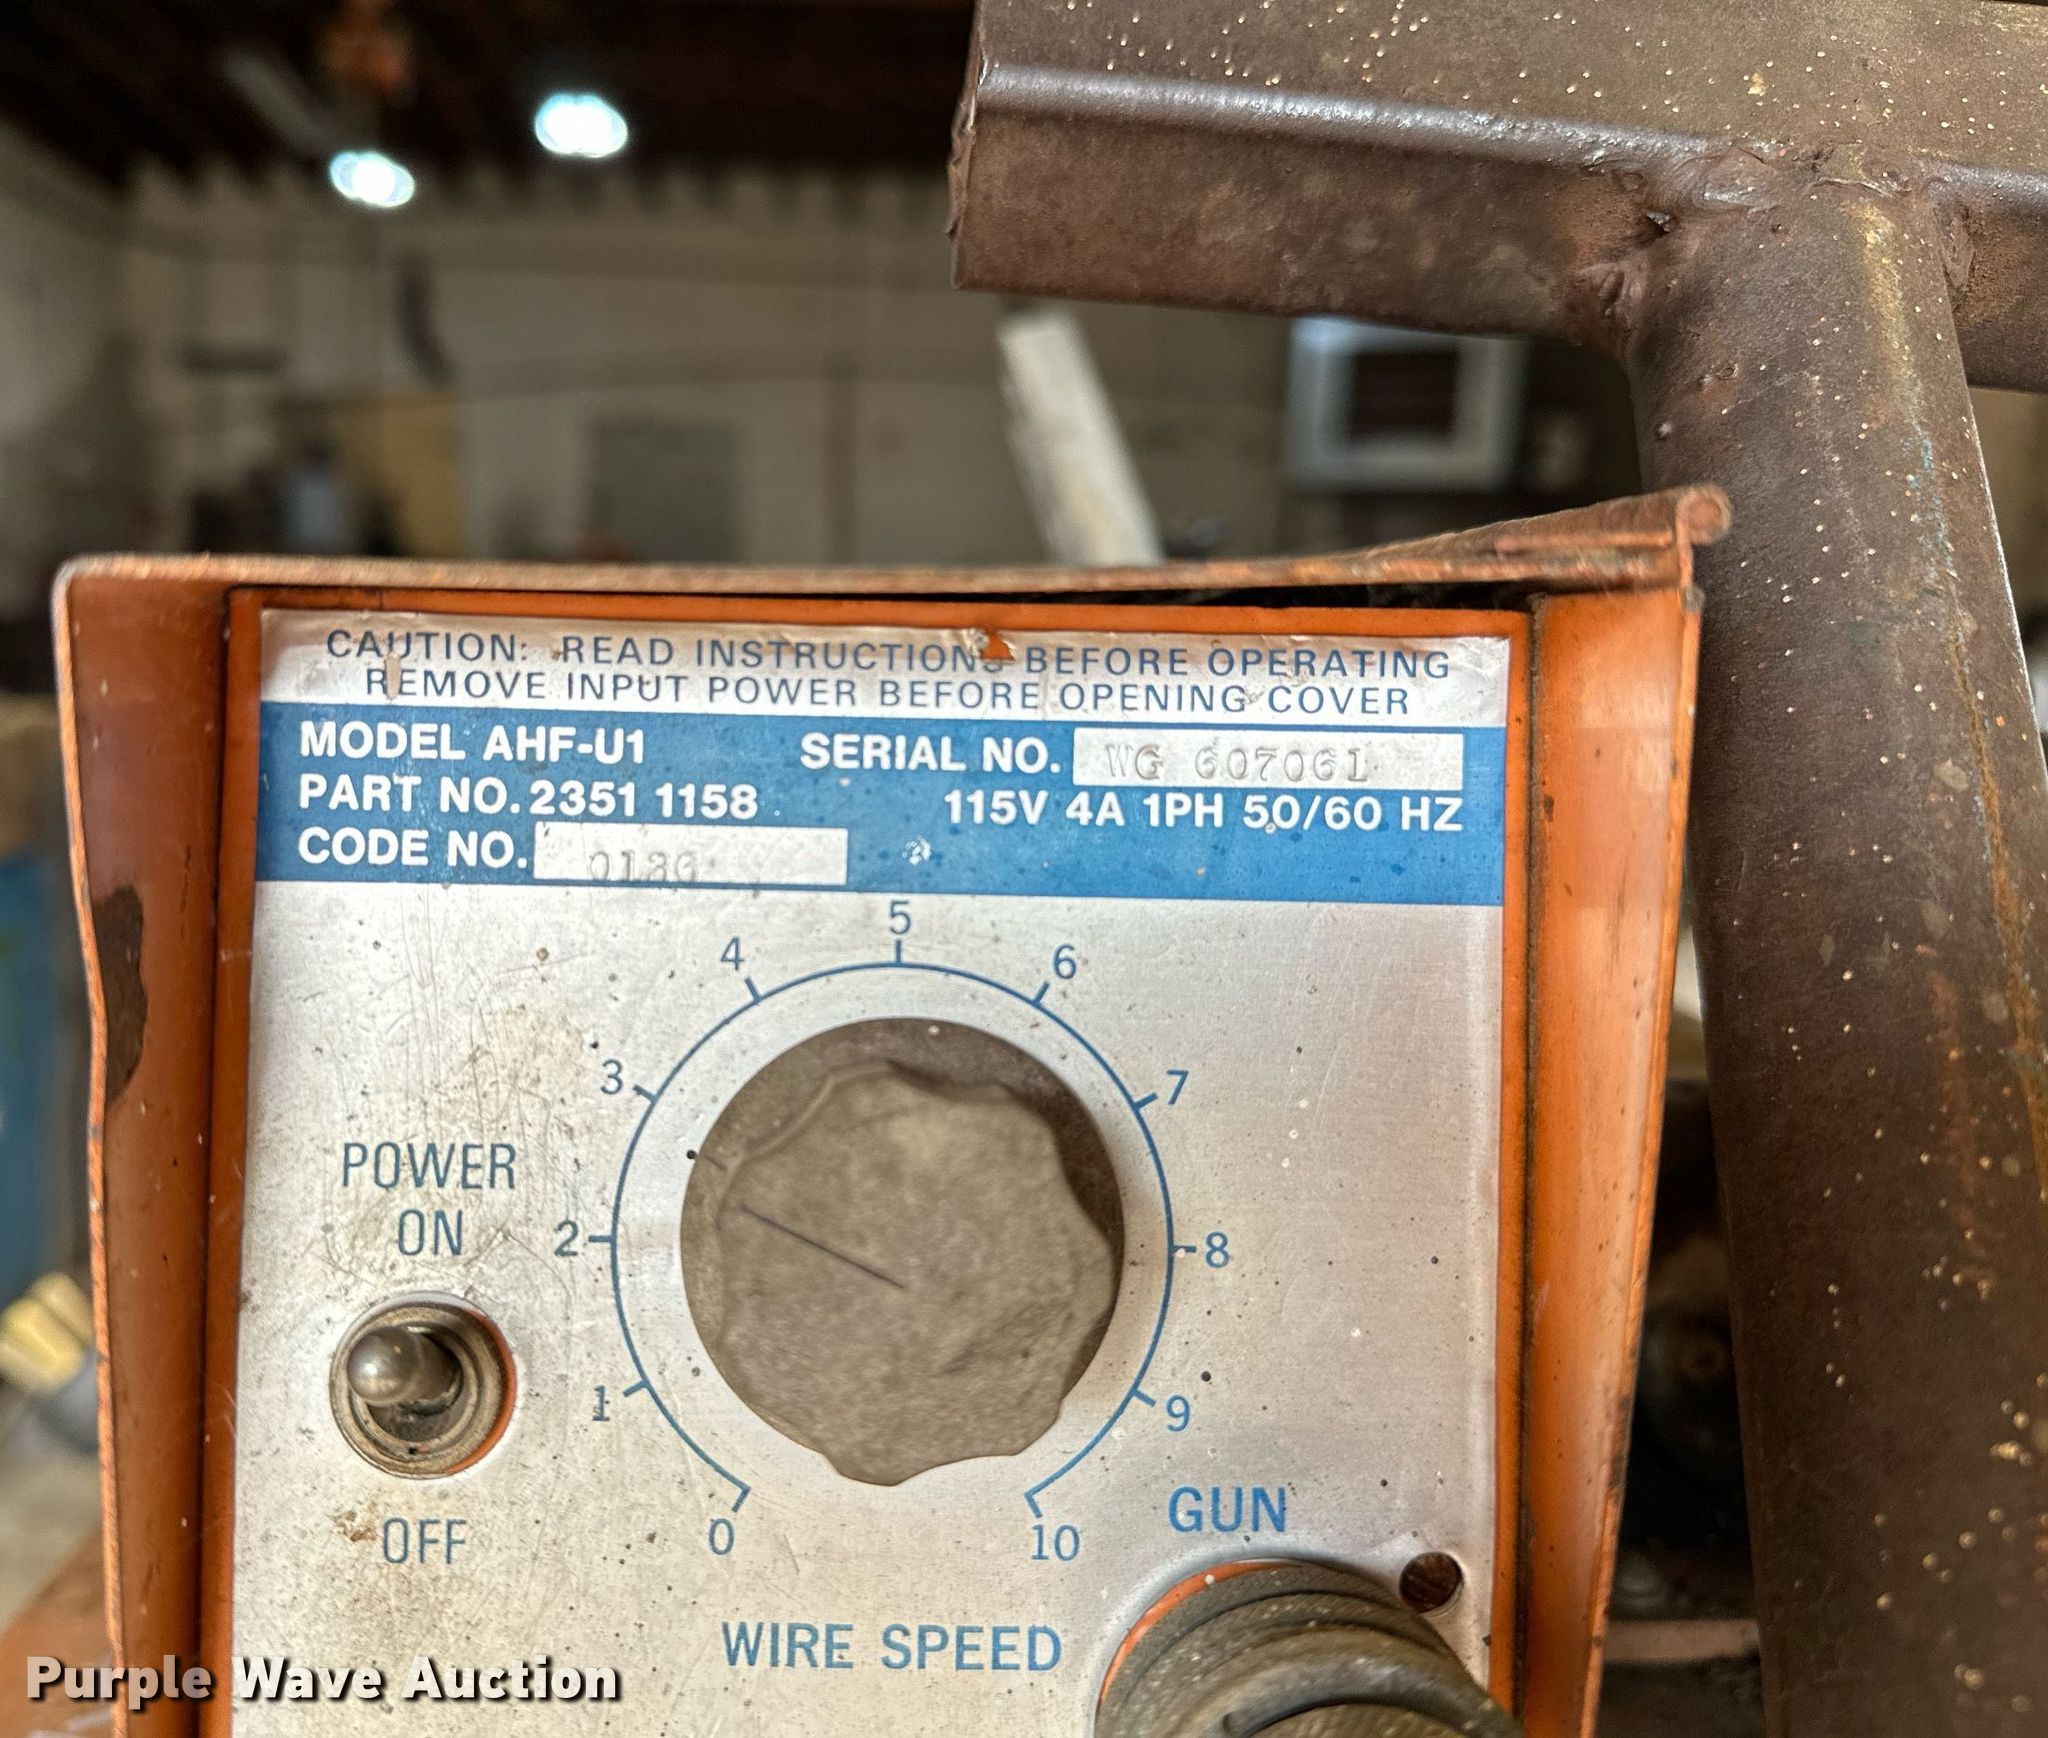 CAUTION: READ INSTRUCTIONS BEFORE OPERATING
REMOVE INPUT POWER BEFORE OPENING COVER
MODEL AHF-U1
SERIAL NO. WG 607061
PART NO. 2351 1158
115V 4A 1PH 50/60 HZ
CODE NO.
5
4
6
3
7
POWER
ON
2
8
1
9
0
10
OFF
GUN
WIRE SPEED
Purple Wave Auction